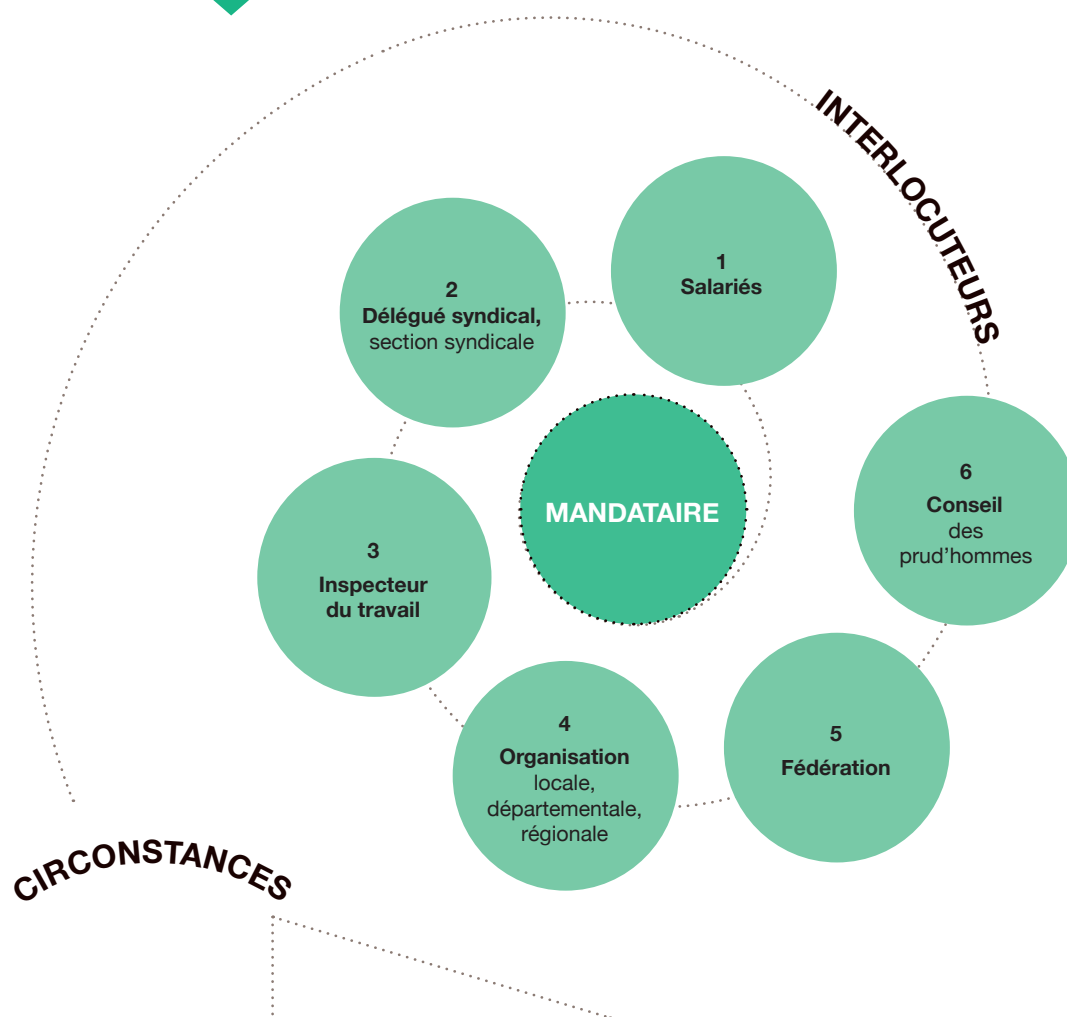 INTERLOCUTEURS
1
Salariés
2
Délégué syndical,
section syndicale
MANDATAIRE
3
Inspecteur
du travail
4
Organisation
locale,
départementale,
régionale
5
Fédération
6
Conseil
des
prud'hommes
CIRCONSTANCES